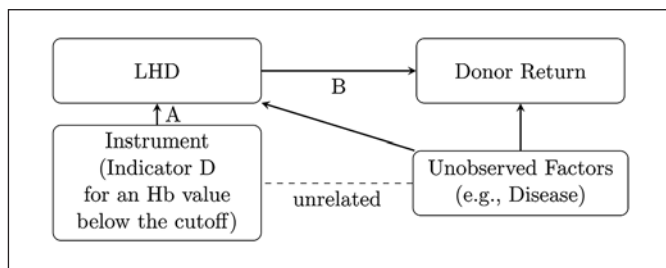 LHD
B
Donor Return
A
Instrument
(Indicator D
for an Hb value
below the cutoff)
unrelated
Unobserved Factors
(e.g., Disease)